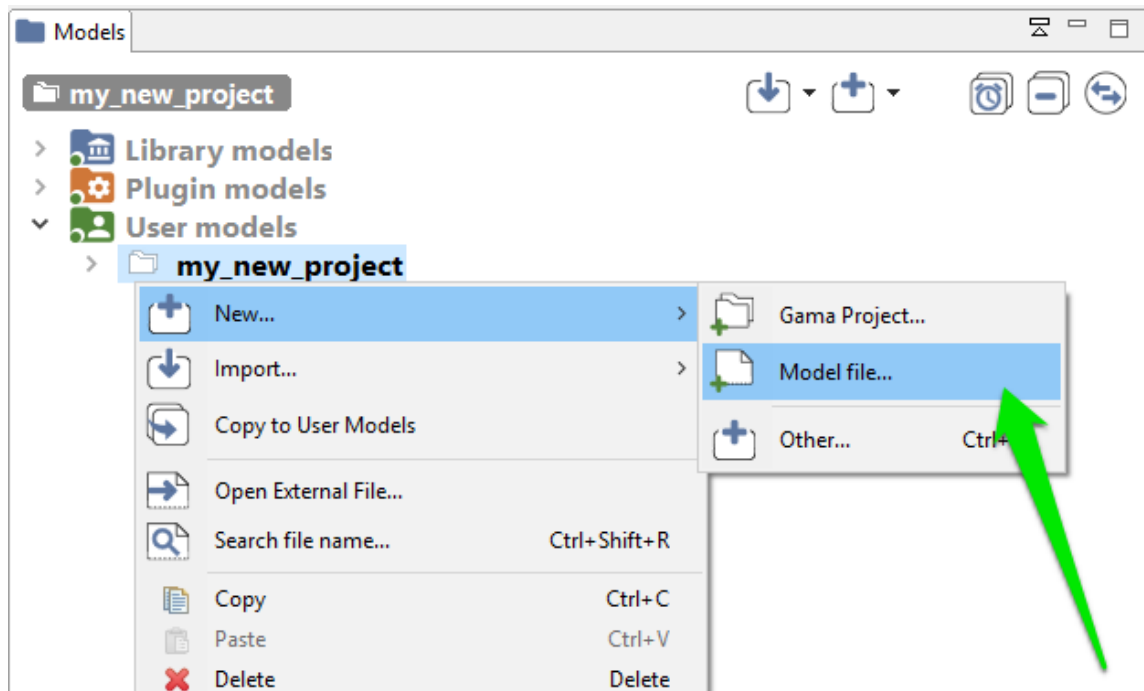 Models
my_new_project
Library models
Plugin models
User models
my_new_project
New...
Import...
Copy to User Models
Open External File...
Search file name... Ctrl+Shift+R
Copy Ctrl+C
Paste Ctrl+V
Delete Delete
Gama Project...
Model file...
Other... Ctrl+